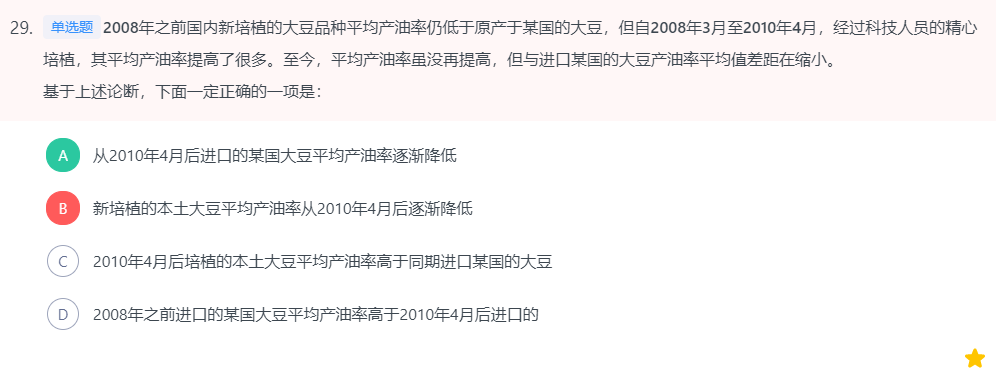 29. 单选题 2008年之前国内新培植的大豆品种平均产油率仍低于原产于某国的大豆，但自2008年3月至2010年4月，经过科技人员的精心
培植，其平均产油率提高了很多。至今，平均产油率虽没再提高，但与进口某国的大豆产油率平均值差距在缩小。
基于上述论断，下面一定正确的一项是：
A 从2010年4月后进口的某国大豆平均产油率逐渐降低
B 新培植的本土大豆平均产油率从2010年4月后逐渐降低
C 2010年4月后培植的本土大豆平均产油率高于同期进口某国的大豆
D 2008年之前进口的某国大豆平均产油率高于2010年4月后进口的